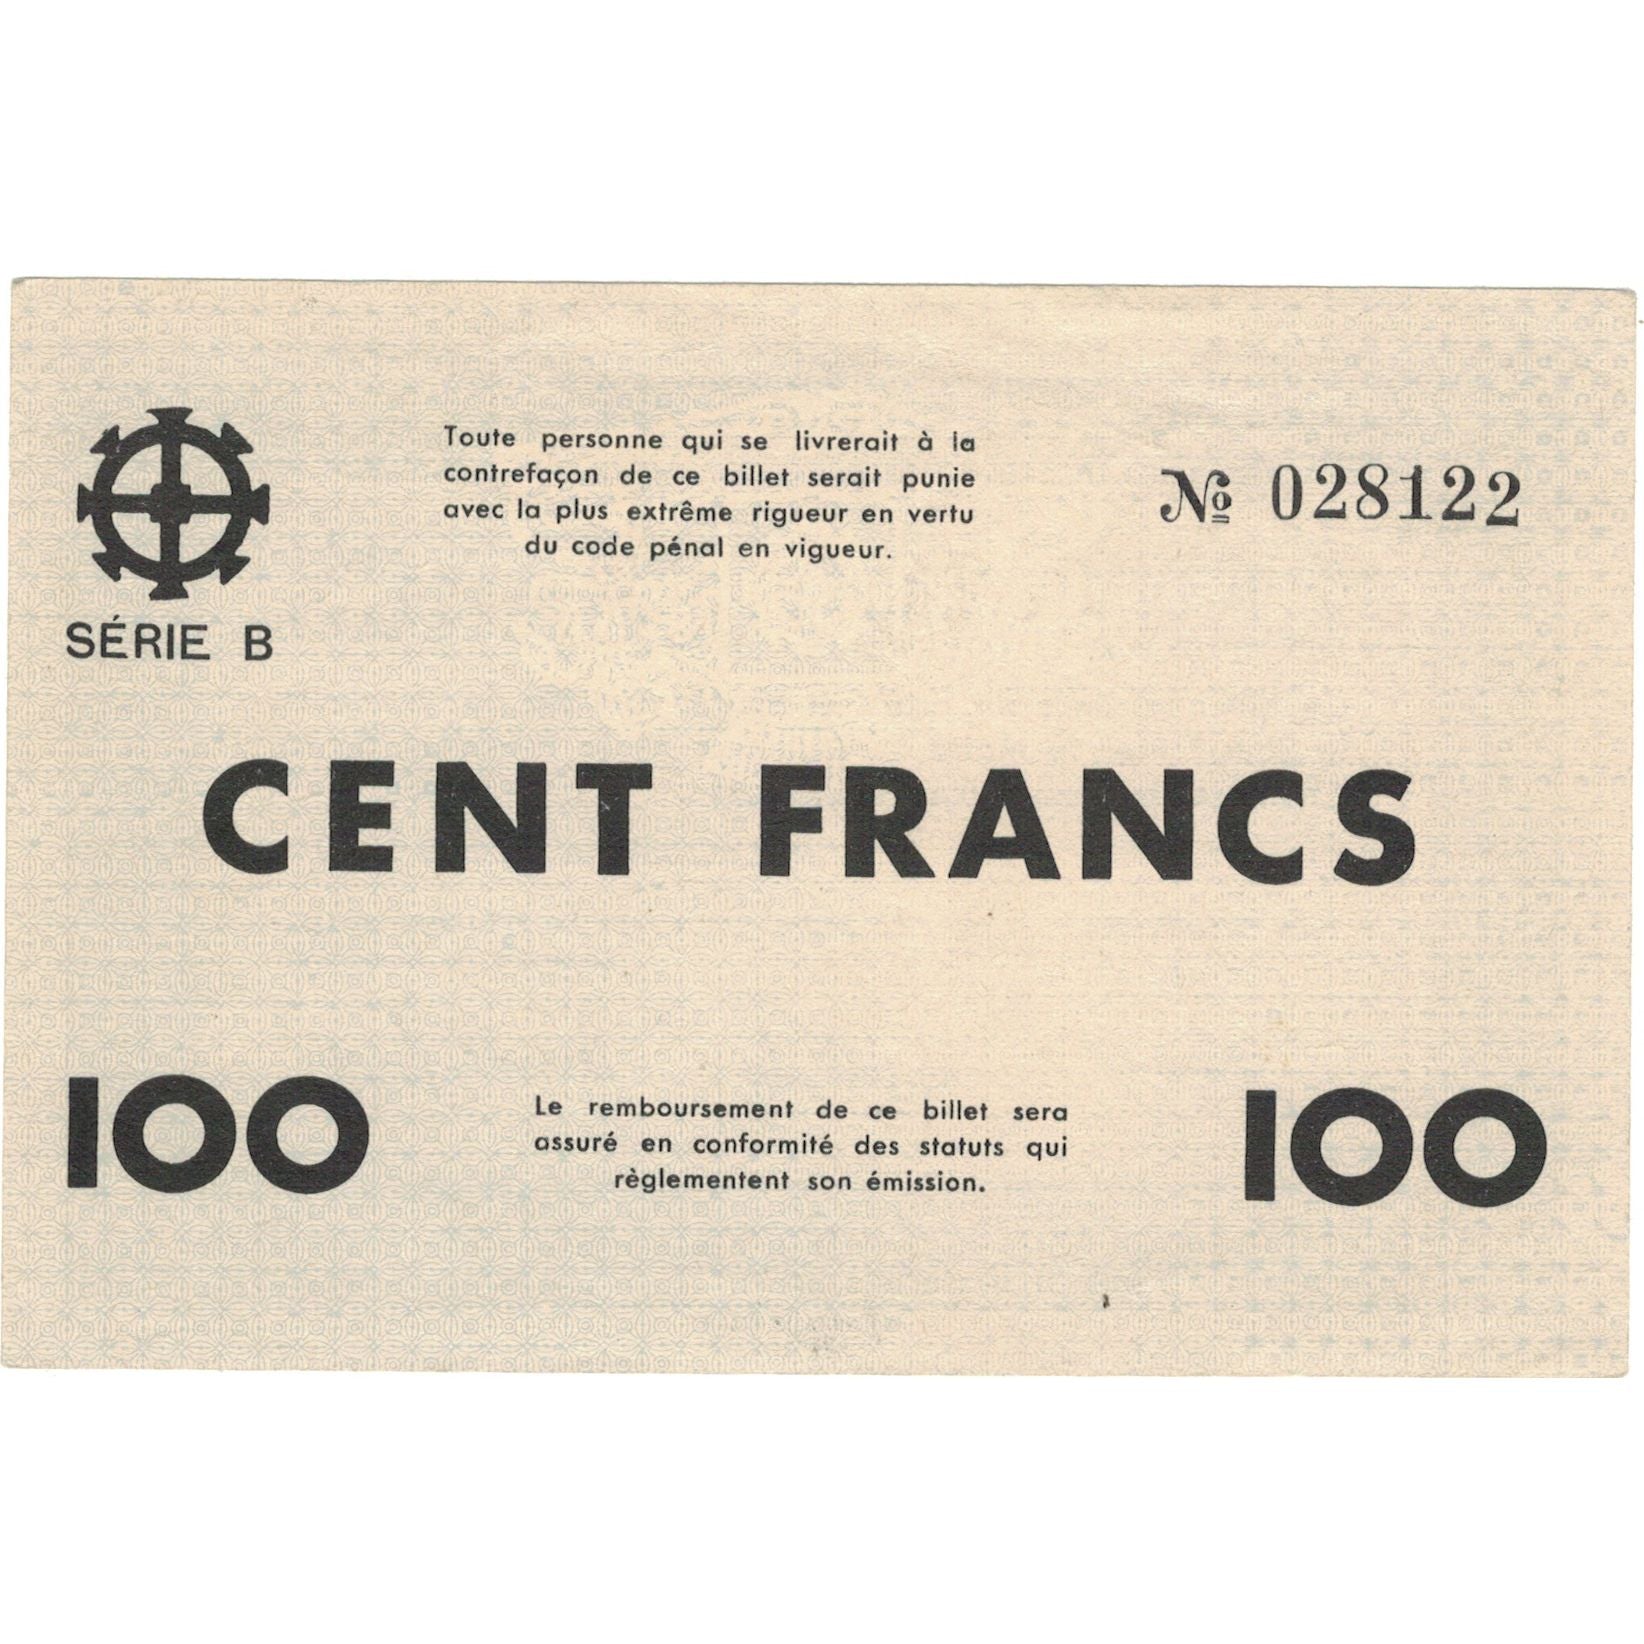 Toute personne qui se livrerait à la
contrefaçon de ce billet serait punie
avec la plus extrême rigueur en vertu
du code pénal en vigueur.
№ 028122
SÉRIE B
CENT FRANCS
100
Le remboursement de ce billet sera
assuré en conformité des statuts qui
règlementent son émission.
100